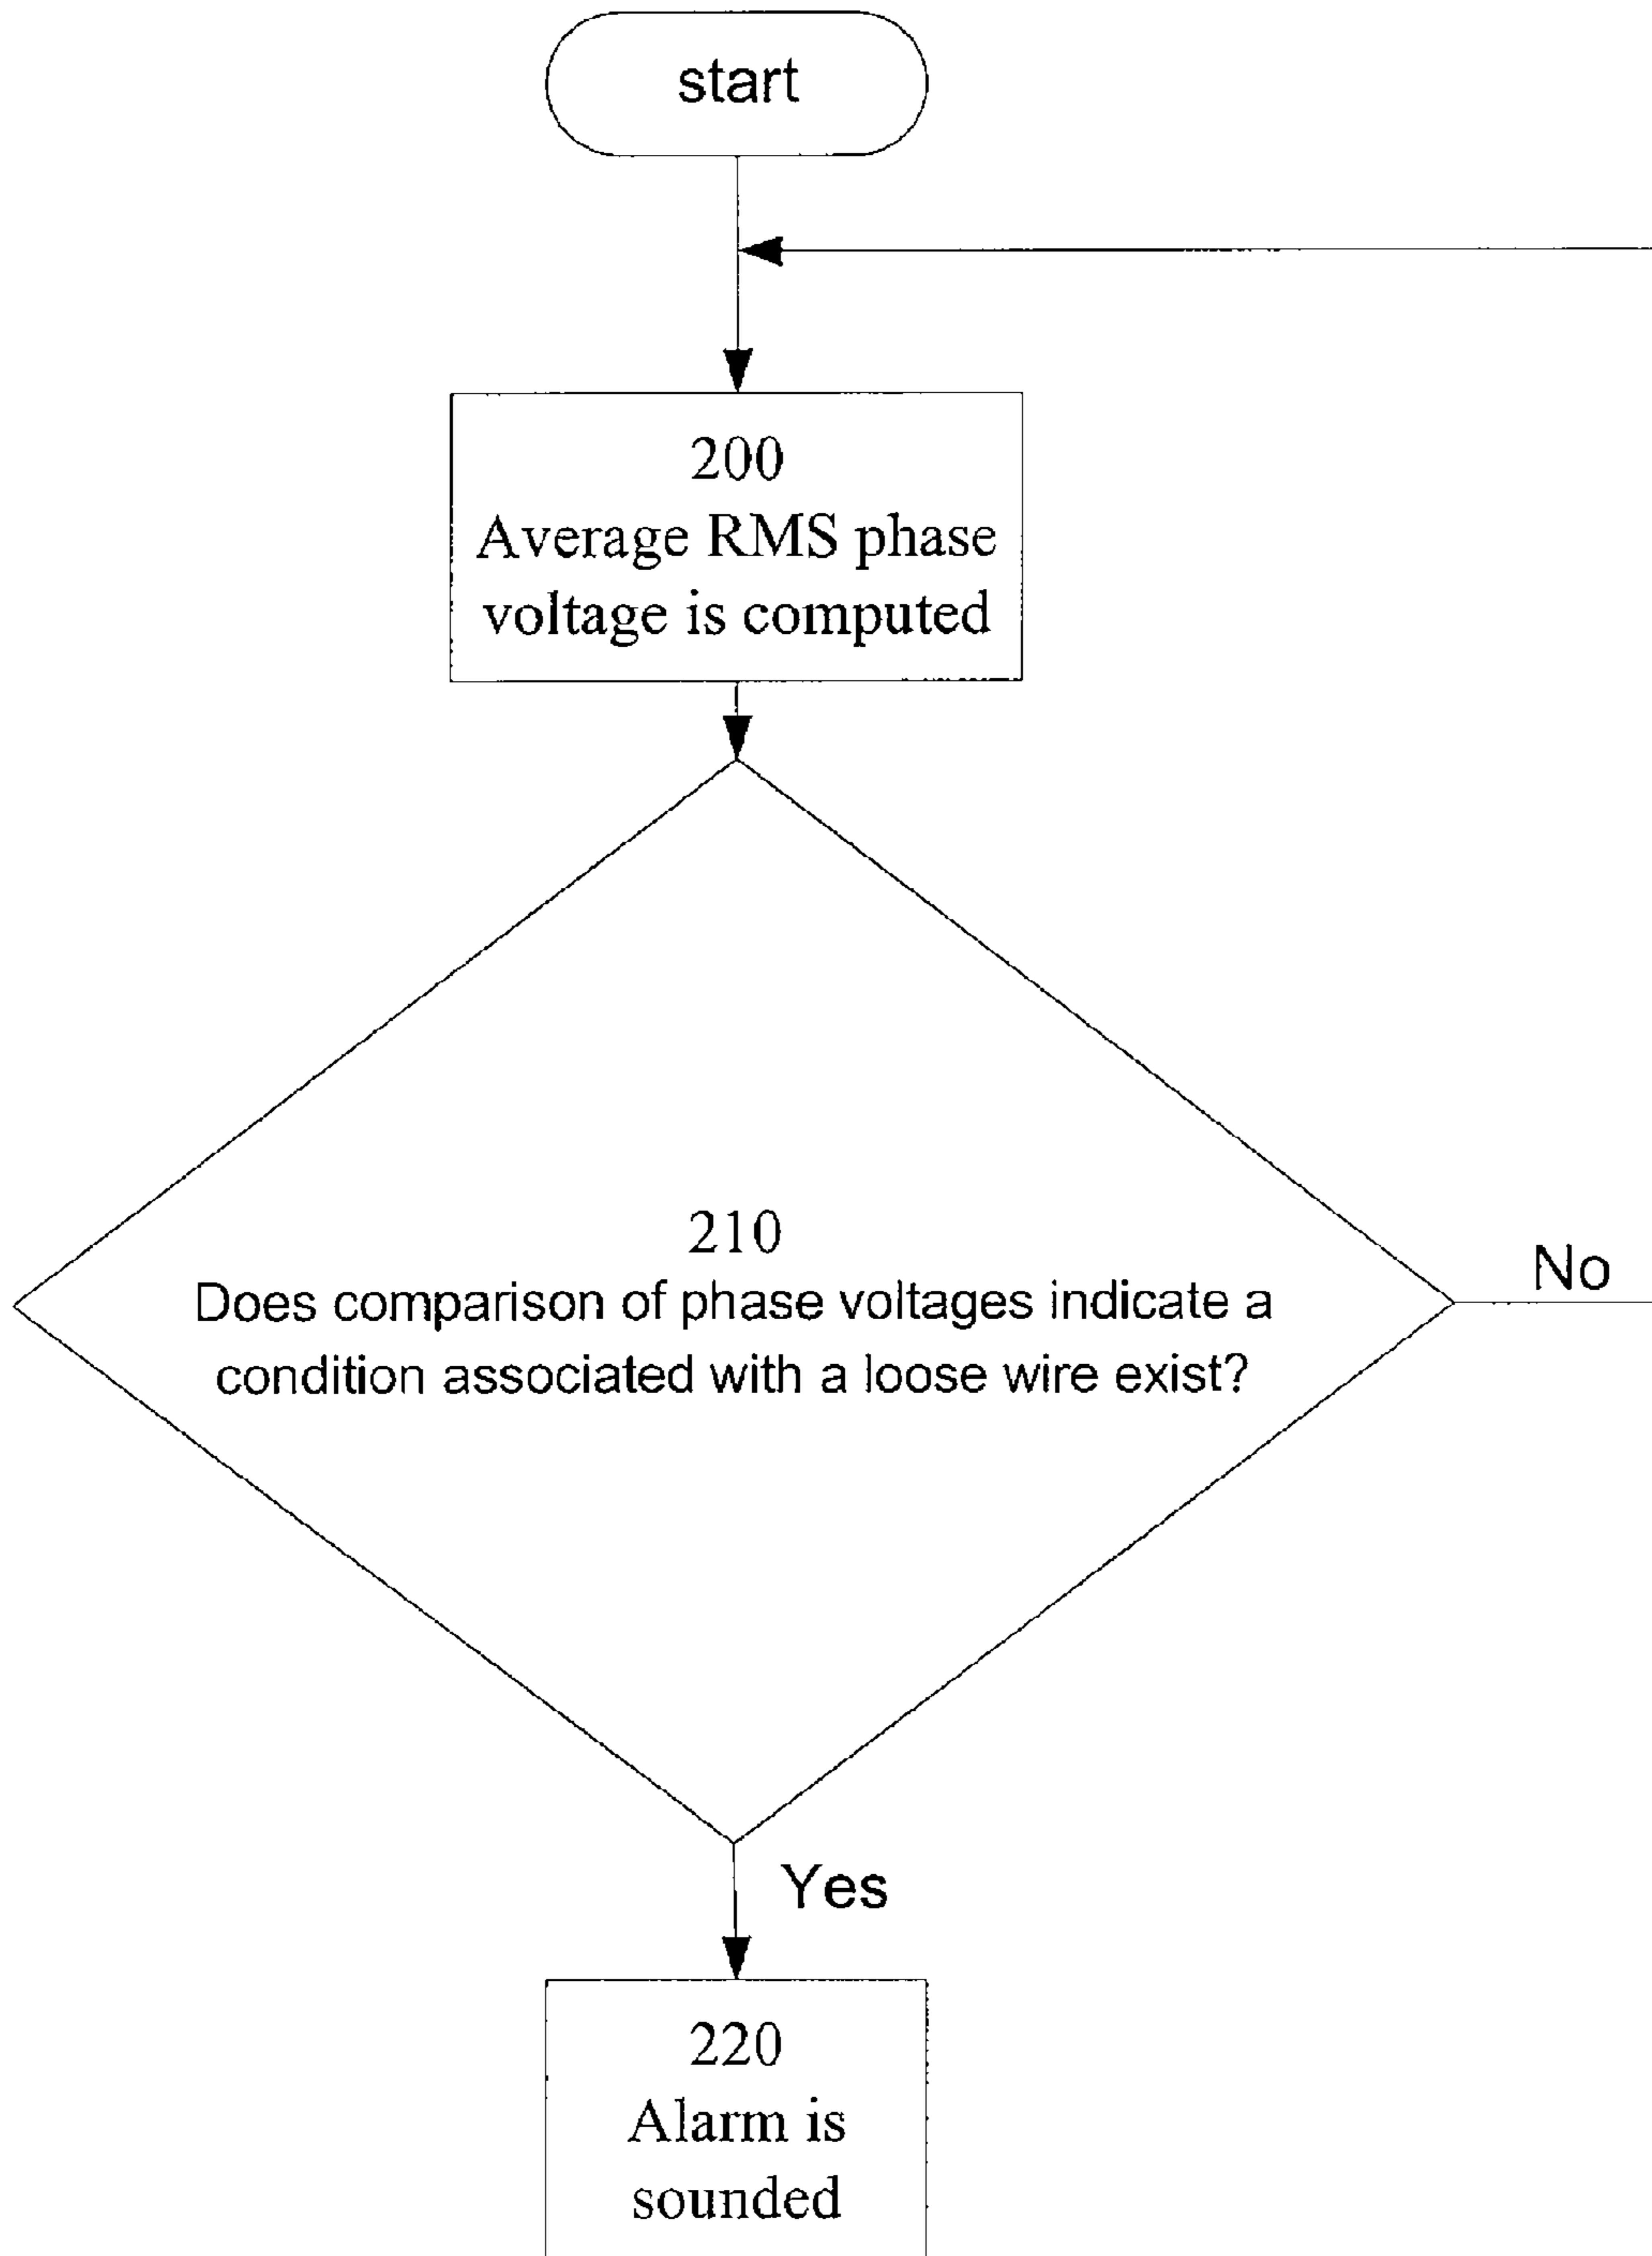 start
200
Average RMS phase
voltage is computed
210
Does comparison of phase voltages indicate a
condition associated with a loose wire exist?
No
Yes
220
Alarm is
sounded